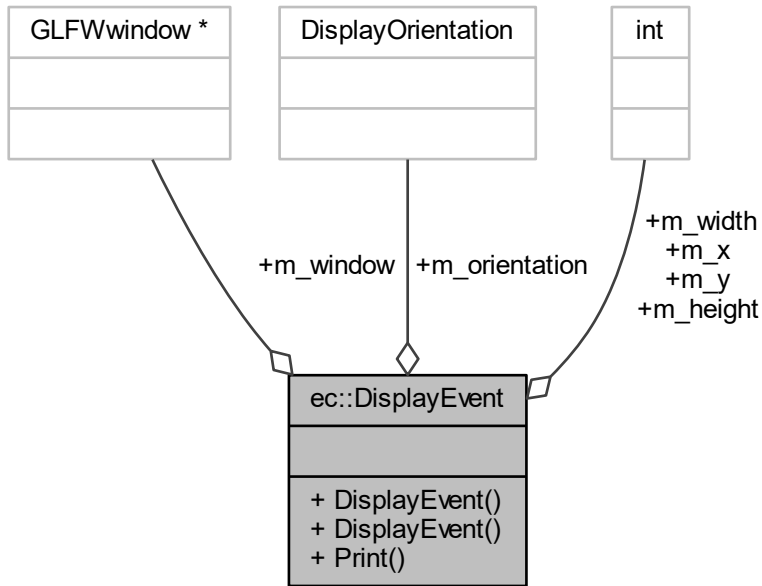 GLFWwindow *
DisplayOrientation
int
+m_window
+m_orientation
+m_width
+m_x
+m_y
+m_height
ec::DisplayEvent
+ DisplayEvent()
+ DisplayEvent()
+ Print()